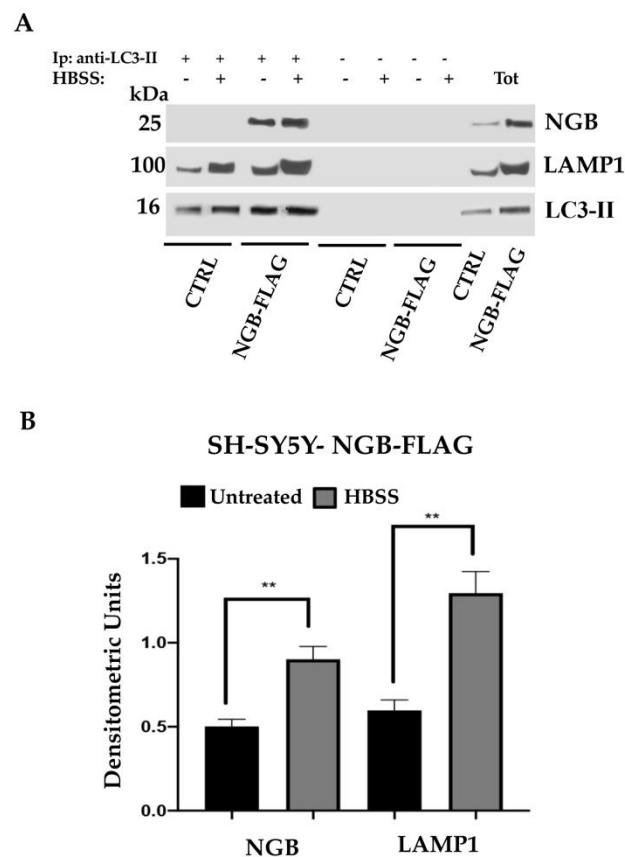 A
Ip: anti-LC3-II + + + + - - - -
HBSS: - + - + - + - + Tot
kDa
25 NGB
100 LAMP1
16 LC3-II
CTRL NGB-FLAG CTRL NGB-FLAG CTRL NGB-FLAG
B
SH-SY5Y- NGB-FLAG
Untreated HBSS
** **
Densitometric Units
1.5
1.0
0.5
0.0
NGB LAMP1